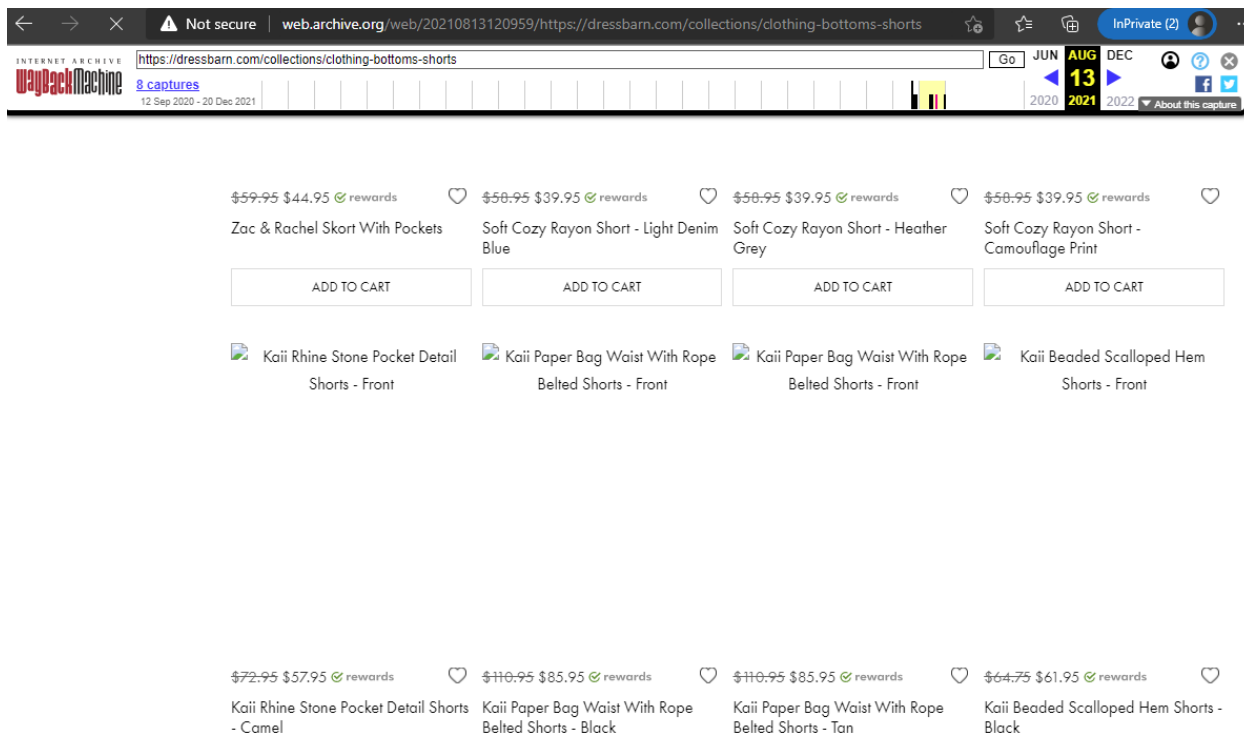 Not secure | web.archive.org/web/20210813120959/https://dressbarn.com/collections/clothing-bottoms-shorts InPrivate (2)
INTERNET ARCHIVE
WayBackMachine
https://dressbarn.com/collections/clothing-bottoms-shorts Go JUN AUG DEC
8 captures 13
12 Sep 2020 - 20 Dec 2021 2020 2021 2022 ▼ About this capture
$59.95 $44.95 rewards $58.95 $39.95 rewards $58.95 $39.95 rewards $58.95 $39.95 rewards
Zac & Rachel Skort With Pockets Soft Cozy Rayon Short - Light Denim Soft Cozy Rayon Short - Heather Soft Cozy Rayon Short -
Blue Grey Camouflage Print
ADD TO CART ADD TO CART ADD TO CART ADD TO CART
Kaii Rhine Stone Pocket Detail Kaii Paper Bag Waist With Rope Kaii Paper Bag Waist With Rope Kaii Beaded Scalloped Hem
Shorts - Front Belted Shorts - Front Belted Shorts - Front Shorts - Front
$72.95 $57.95 rewards $110.95 $85.95 rewards $110.95 $85.95 rewards $64.75 $61.95 rewards
Kaii Rhine Stone Pocket Detail Shorts Kaii Paper Bag Waist With Rope Kaii Paper Bag Waist With Rope Kaii Beaded Scalloped Hem Shorts -
- Camel Belted Shorts - Black Belted Shorts - Tan Black